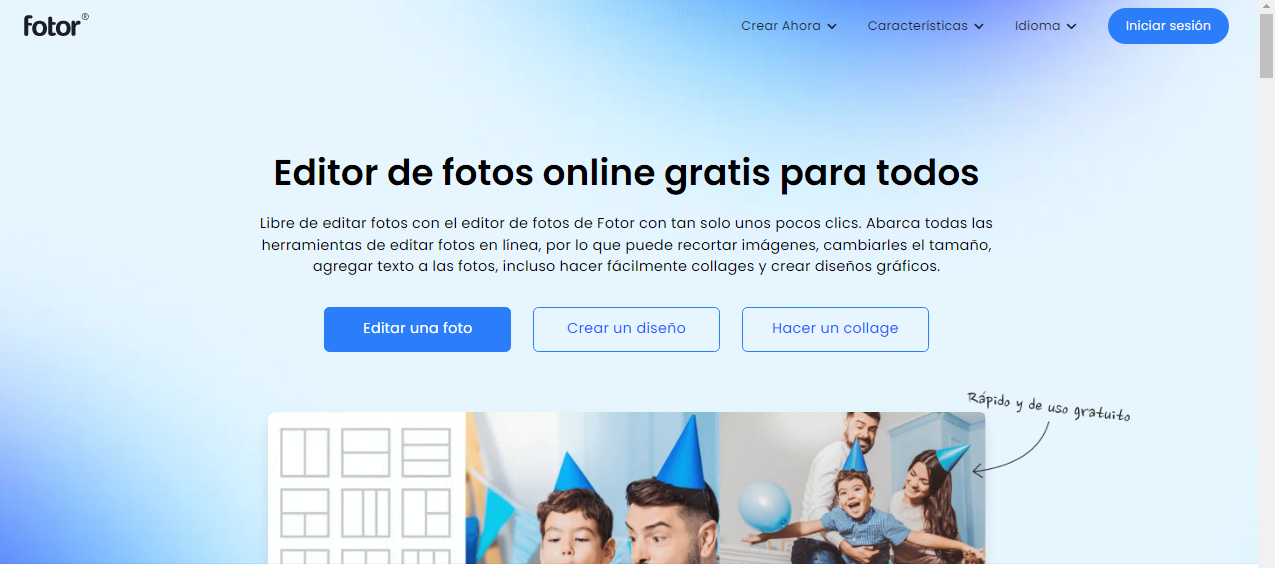 fotor®
Crear Ahora
Características
Idioma
Iniciar sesión
Editor de fotos online gratis para todos
Libre de editar fotos con el editor de fotos de Fotor con tan solo unos pocos clics. Abarca todas las
herramientas de editar fotos en línea, por lo que puede recortar imágenes, cambiarles el tamaño,
agregar texto a las fotos, incluso hacer fácilmente collages y crear diseños gráficos.
Editar una foto
Crear un diseño
Hacer un collage
Rápido y de uso gratuito